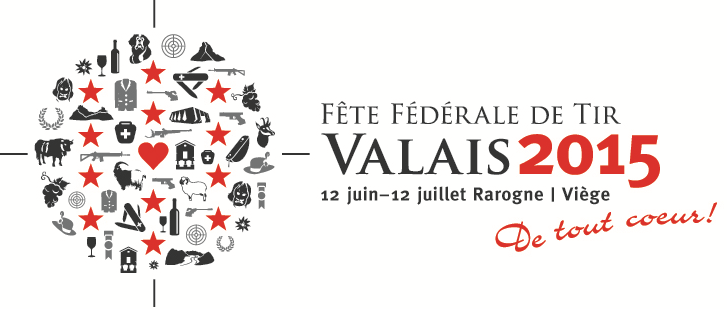 Fête Fédérale de Tir
Valais 2015
12 juin–12 juillet Rarogne | Viège
De tout coeur!